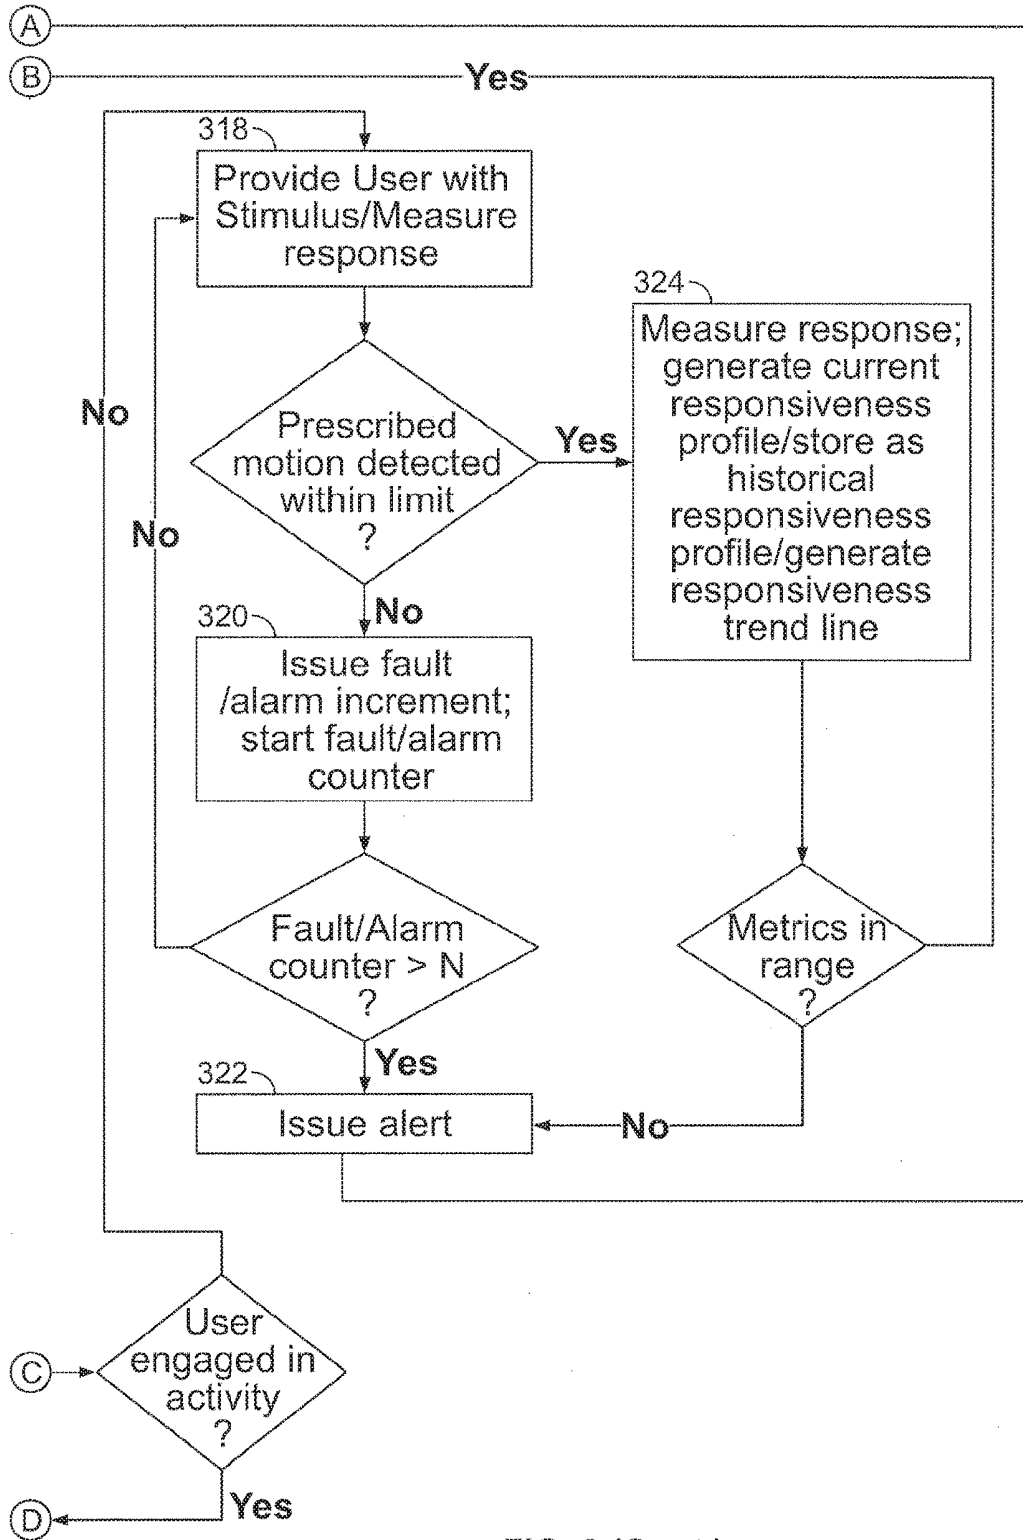 A
B
Yes
318
Provide User with
Stimulus/Measure
response
324
Measure response;
generate current
responsiveness
profile/store as
historical
responsiveness
profile/generate
responsiveness
trend line
No
Prescribed
motion detected
within limit
?
Yes
No
No
320
Issue fault
/alarm increment;
start fault/alarm
counter
Fault/Alarm
counter > N
?
Metrics in
range
?
Yes
322
Issue alert
No
User
engaged in
activity
?
C
Yes
D